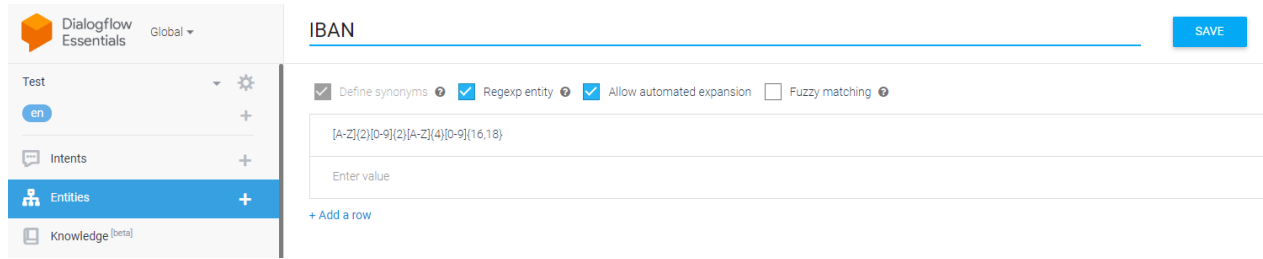 Dialogflow
Essentials
Global
IBAN
SAVE
Test
en
Define synonyms
Regexp entity
Allow automated expansion
Fuzzy matching
[A-Z]{2}[0-9]{2}[A-Z]{4}[0-9]{16,18}
Intents
Enter value
Entities
+ Add a row
Knowledge [beta]